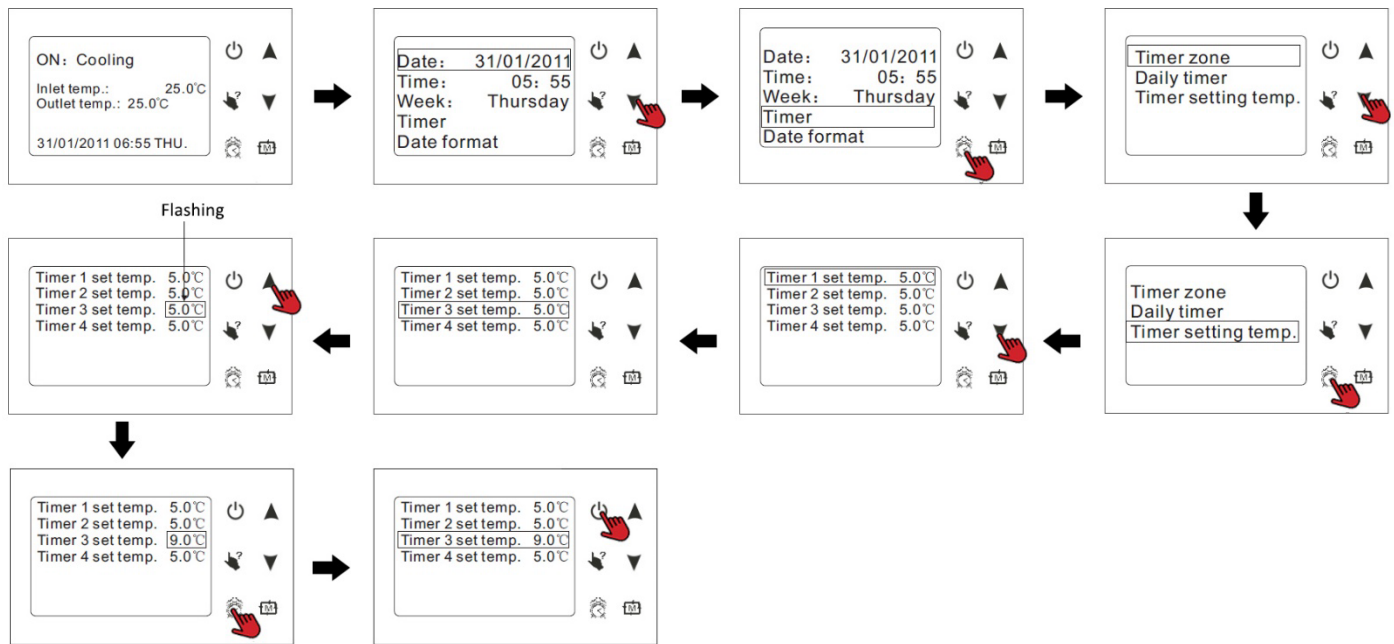 ON: Cooling
Inlet temp.: 25.0℃
Outlet temp.: 25.0℃
31/01/2011 06:55 THU.
Date: 31/01/2011
Time: 05: 55
Week: Thursday
Timer
Date format
Date: 31/01/2011
Time: 05: 55
Week: Thursday
Timer
Date format
Timer zone
Daily timer
Timer setting temp.
Flashing
Timer 1 set temp. 5.0℃
Timer 2 set temp. 5.0℃
Timer 3 set temp. 5.0℃
Timer 4 set temp. 5.0℃
Timer 1 set temp. 5.0℃
Timer 2 set temp. 5.0℃
Timer 3 set temp. 5.0℃
Timer 4 set temp. 5.0℃
Timer 1 set temp. 5.0℃
Timer 2 set temp. 5.0℃
Timer 3 set temp. 5.0℃
Timer 4 set temp. 5.0℃
Timer zone
Daily timer
Timer setting temp.
Timer 1 set temp. 5.0℃
Timer 2 set temp. 5.0℃
Timer 3 set temp. 9.0℃
Timer 4 set temp. 5.0℃
Timer 1 set temp. 5.0℃
Timer 2 set temp. 5.0℃
Timer 3 set temp. 9.0℃
Timer 4 set temp. 5.0℃